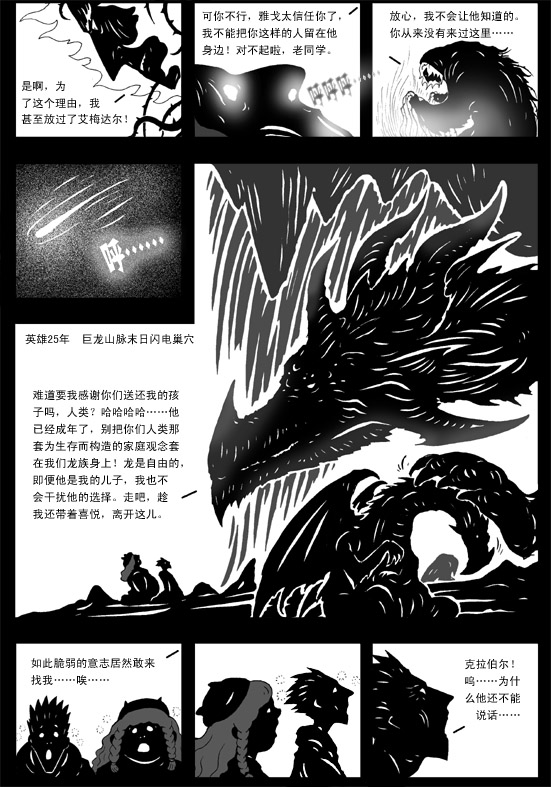 是啊，为
了这个理由，我
甚至放过了艾梅达尔！
可你不行，雅戈太信任你了，
我不能把你这样的人留在他
身边！对不起啦，老同学。
呼呼呼……
放心，我不会让他知道的。
你从来没有来过这里……
呼……
英雄25年　巨龙山脉末日闪电巢穴
难道要我感谢你们送还我的孩
子吗，人类？哈哈哈哈……他
已经成年了，别把你们人类那
套为生存而构造的家庭观念套
在我们龙族身上！龙是自由的，
即便他是我的儿子，我也不
会干扰他的选择。走吧，趁
我还带着喜悦，离开这儿。
如此脆弱的意志居然敢来
找我……唉……
克拉伯尔！
呜……为什
么他还不能
说话……